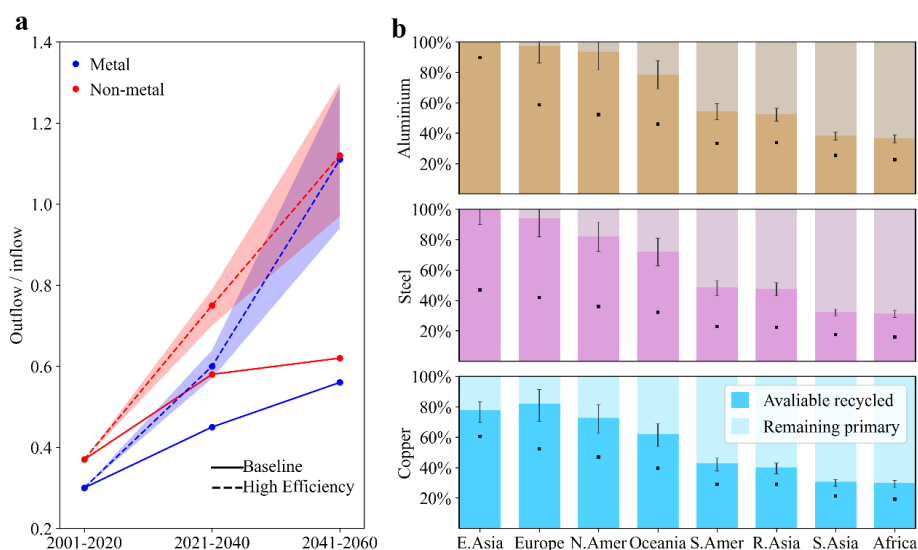 a
Outflow / inflow
1.4
1.2
1.0
0.8
0.6
0.4
0.2
Metal
Non-metal
Baseline
High Efficiency
2001-2020
2021-2040
2041-2060
b
Aluminium
100%
80%
60%
40%
20%
Steel
100%
80%
60%
40%
20%
Copper
100%
80%
60%
40%
20%
Avaliable recycled
Remaining primary
E.Asia
Europe
N.Amer
Oceania
S.Amer
R.Asia
S.Asia
Africa